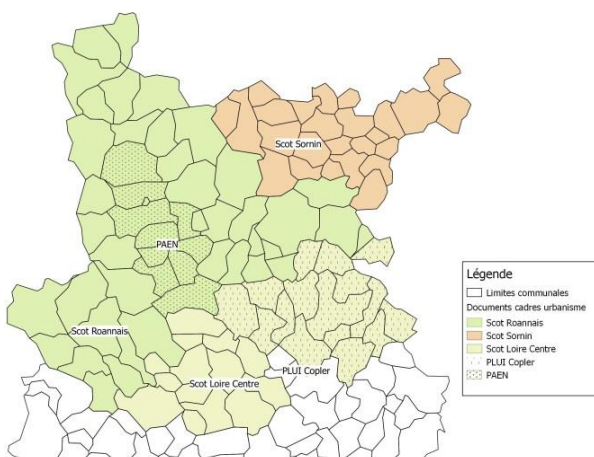 Scot Sornin
PAEN
Scot Roannais
PLUI Copler
Scot Loire Centre
Légende
Limites communales
Documents cadres urbanisme
Scot Roannais
Scot Sornin
Scot Loire Centre
PLUI Copler
PAEN